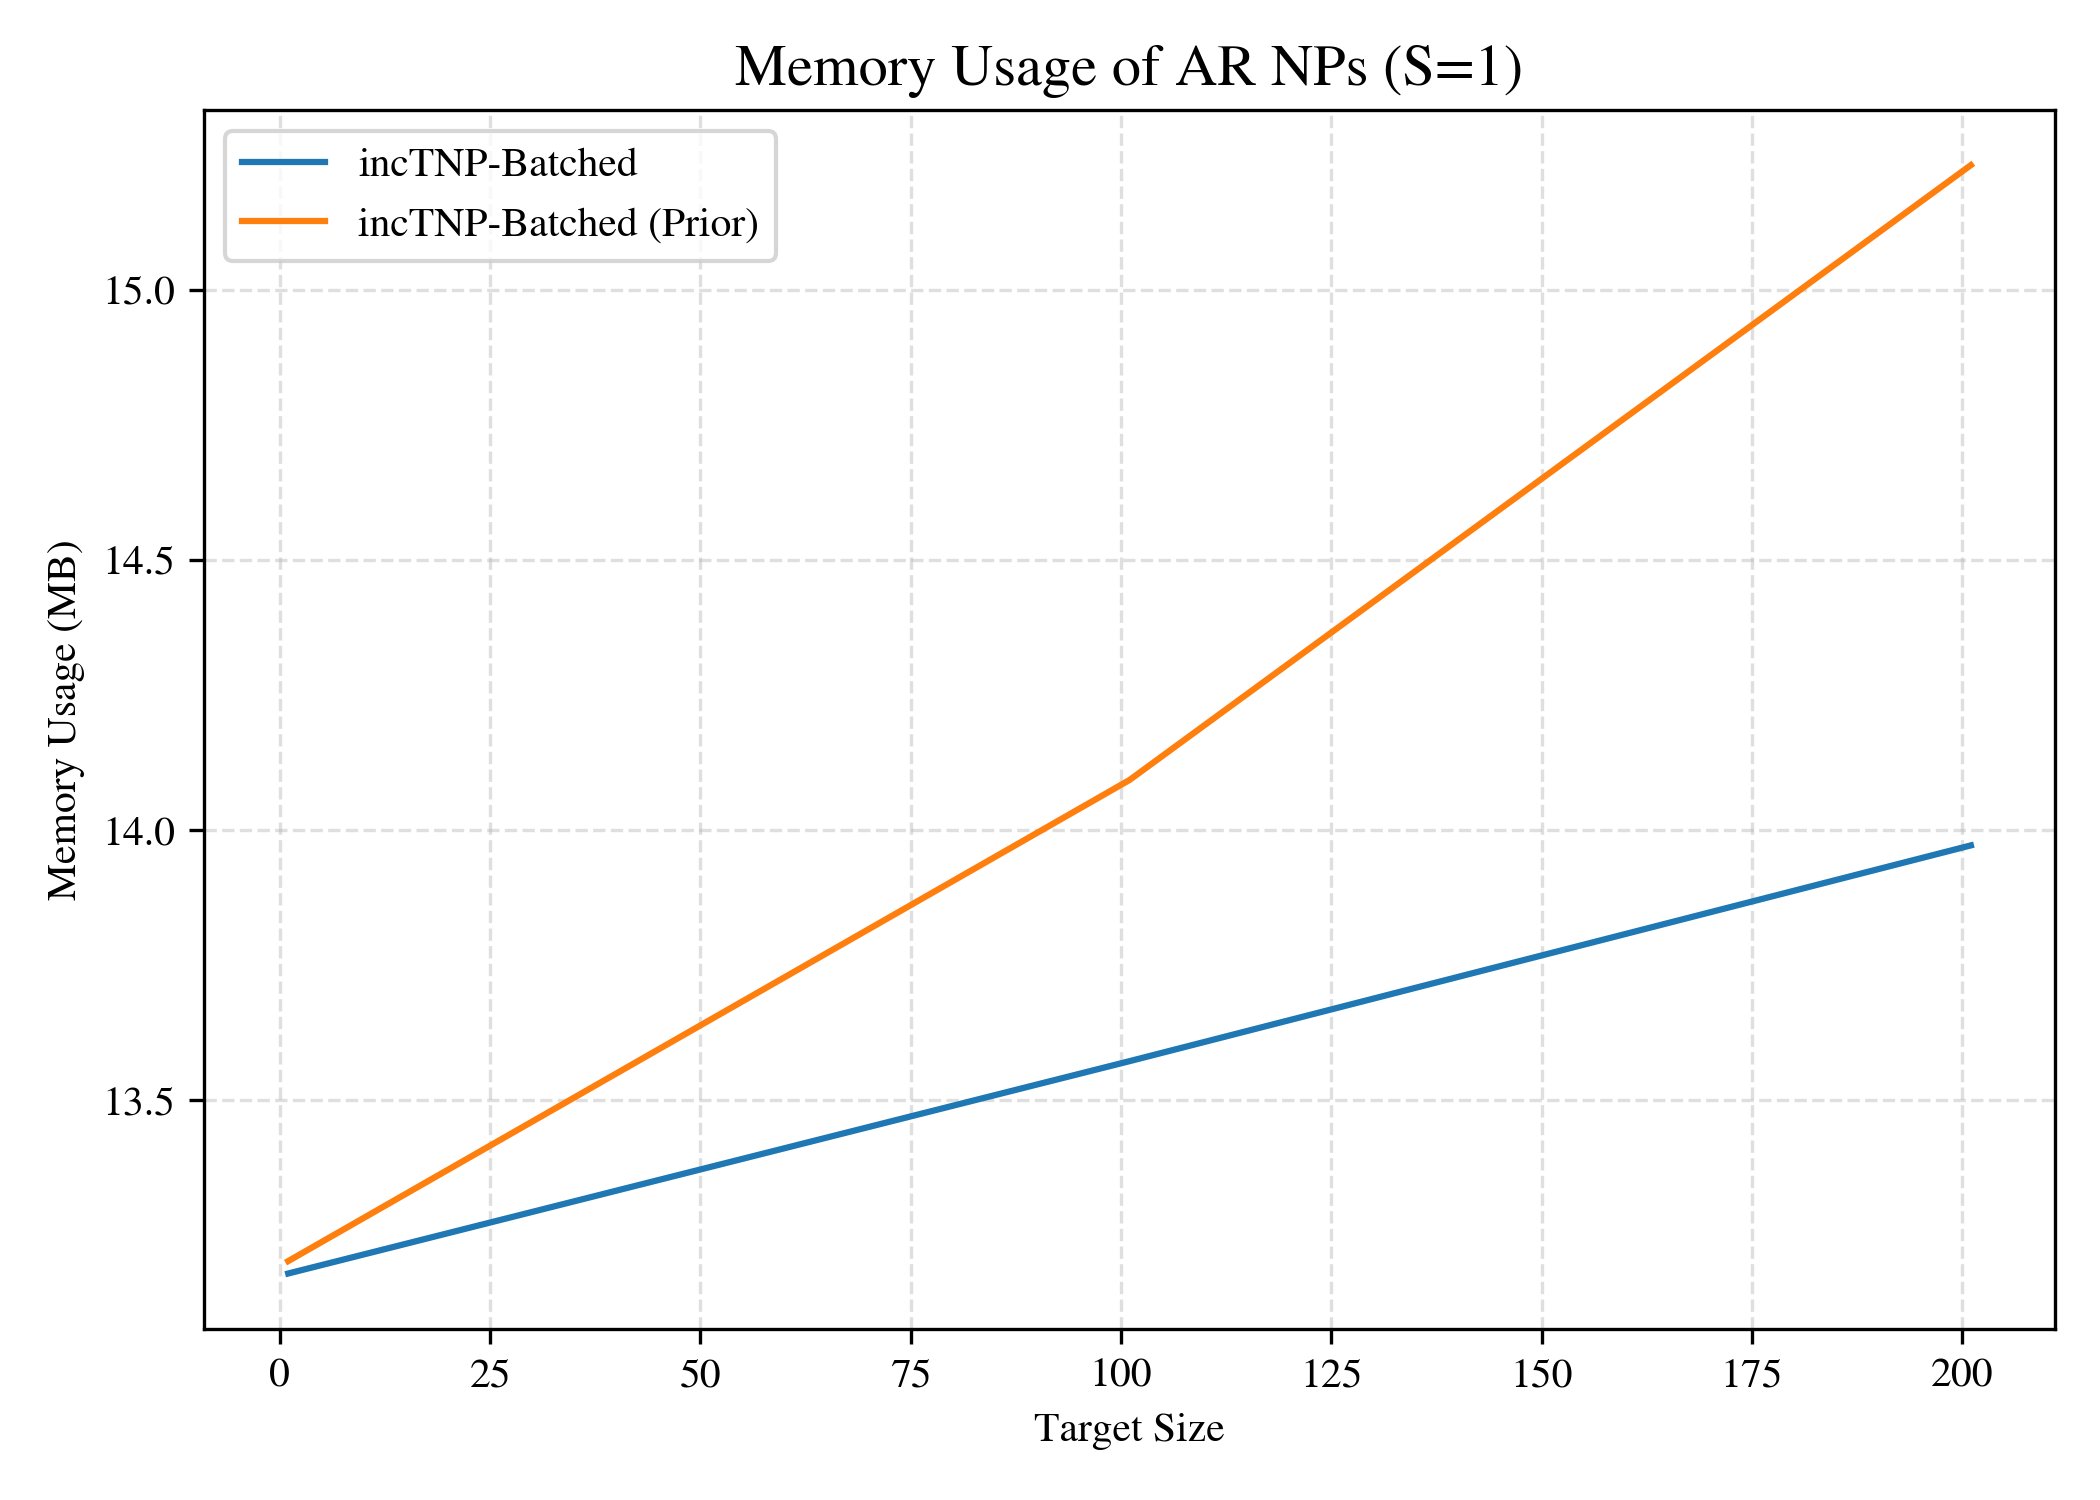 Memory Usage of AR NPs (S=1)
incTNP-Batched
incTNP-Batched (Prior)
Memory Usage (MB)
15.0
14.5
14.0
13.5
0 25 50 75 100 125 150 175 200
Target Size